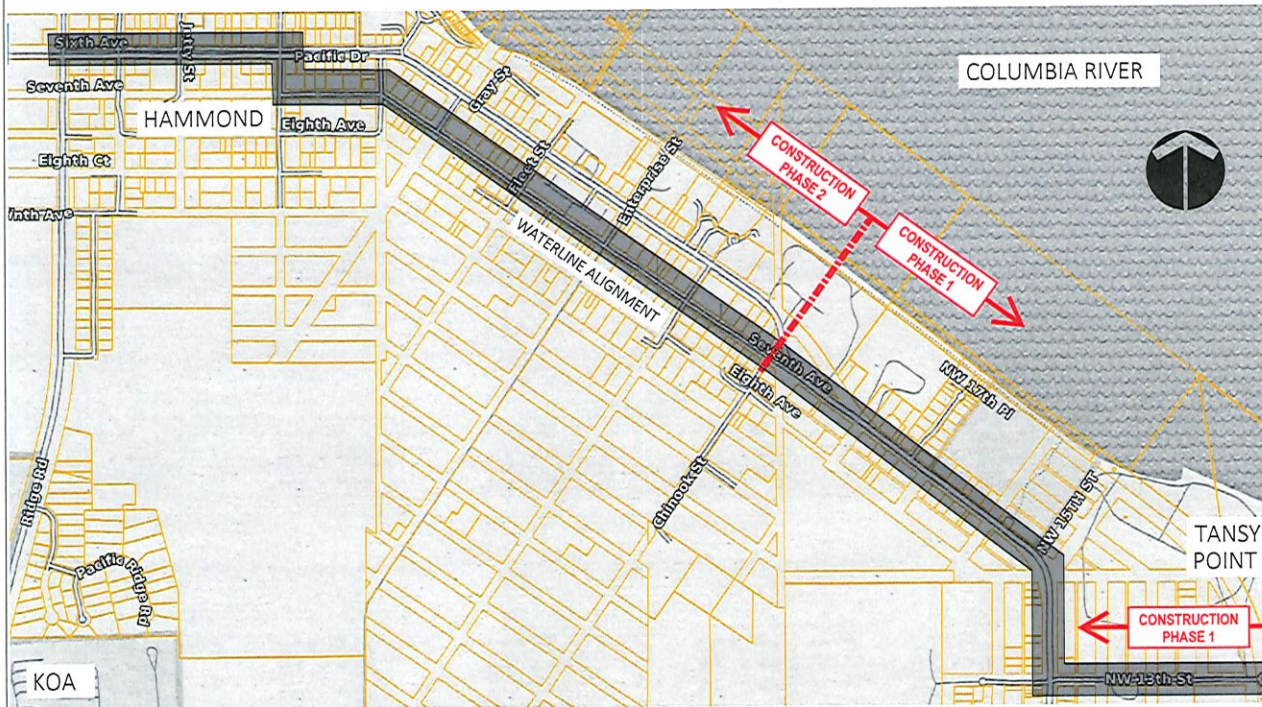 Sixth Ave
Jetty St
Pacific Dr
Gray St
COLUMBIA RIVER
Seventh Ave
HAMMOND
Eighth Ave
Eighth Ct
Fleet St
Enterprise St
CONSTRUCTION
PHASE 2
CONSTRUCTION
PHASE 1
WATERLINE ALIGNMENT
Seventh Ave
Eighth Ave
NW 17th Pl
Chinook St
NW 15TH ST
Ridge Rd
Pacific Ridge Rd
TANSY
POINT
CONSTRUCTION
PHASE 1
KOA
NW 13th St